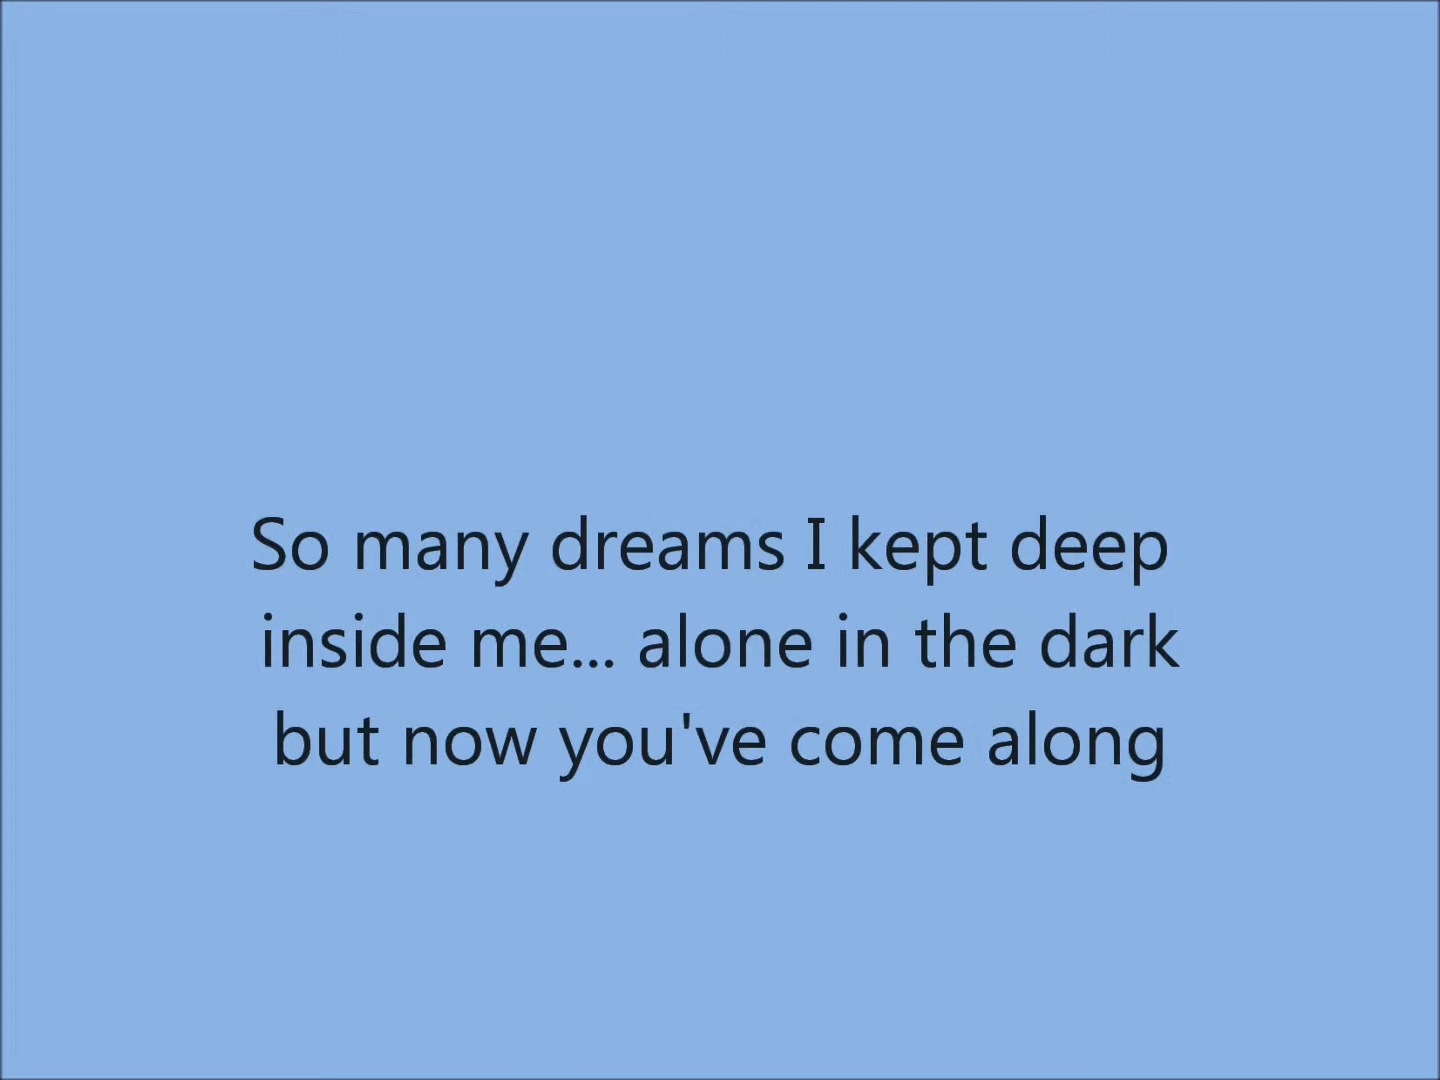 So many dreams I kept deep
inside me... alone in the dark
but now you've come along